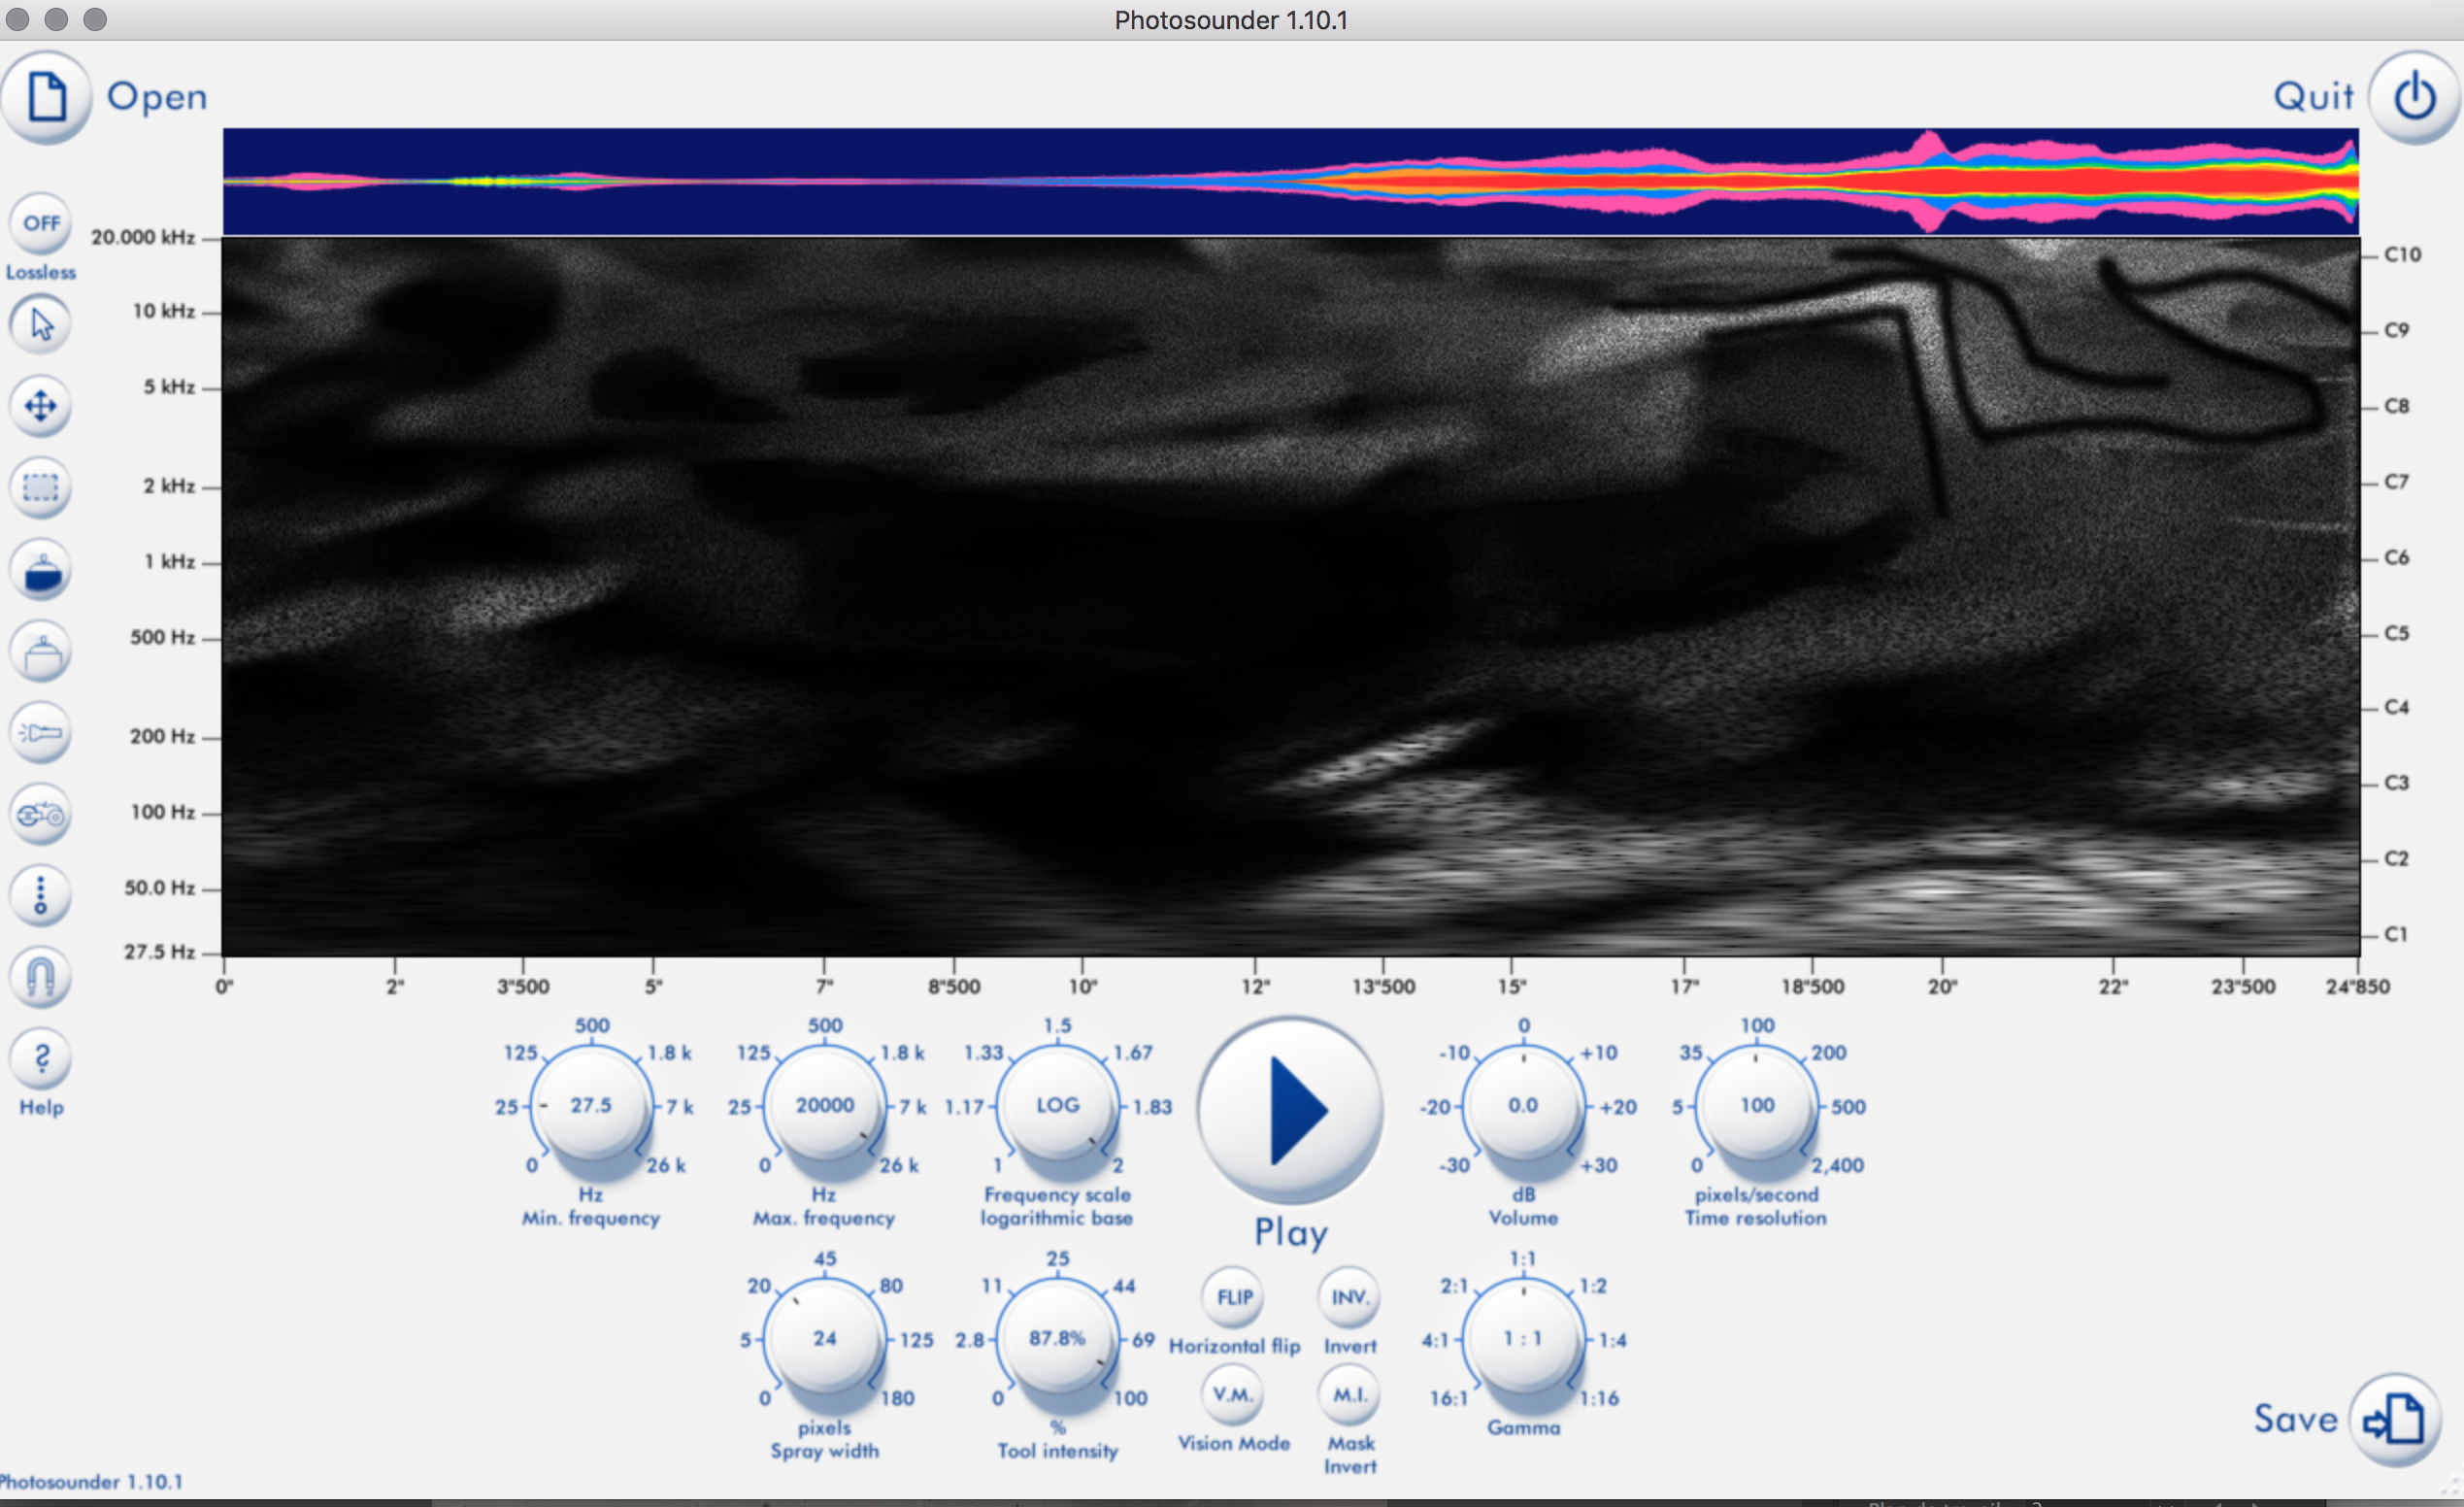 Photosounder 1.10.1
Open
Quit
OFF
Lossless
20.000 kHz
10 kHz
5 kHz
2 kHz
1 kHz
500 Hz
200 Hz
100 Hz
50.0 Hz
27.5 Hz
C10
C9
C8
C7
C6
C5
C4
C3
C2
C1
0" 2" 3"500 5" 7" 8"500 10" 12" 13"500 15" 17" 18"500 20" 22" 23"500 24"850
Help
500
125 1.8 k
25 27.5 7 k
0 26 k
Hz
Min. frequency
500
125 1.8 k
25 20000 7 k
0 26 k
Hz
Max. frequency
1.5
1.33 1.67
1.17 LOG 1.83
1 2
Frequency scale
logarithmic base
Play
0
-10 +10
-20 0.0 +20
-30 +30
dB
Volume
100
35 200
5 100 500
0 2,400
pixels/second
Time resolution
45
20 80
5 24 125
0 180
pixels
Spray width
25
11 44
2.8 87.8% 69
0 100
%
Tool intensity
FLIP INV.
Horizontal flip Invert
V.M. M.I.
Vision Mode Mask
Invert
1:1
2:1 1:2
4:1 1 : 1 1:4
16:1 1:16
Gamma
Save
Photosounder 1.10.1